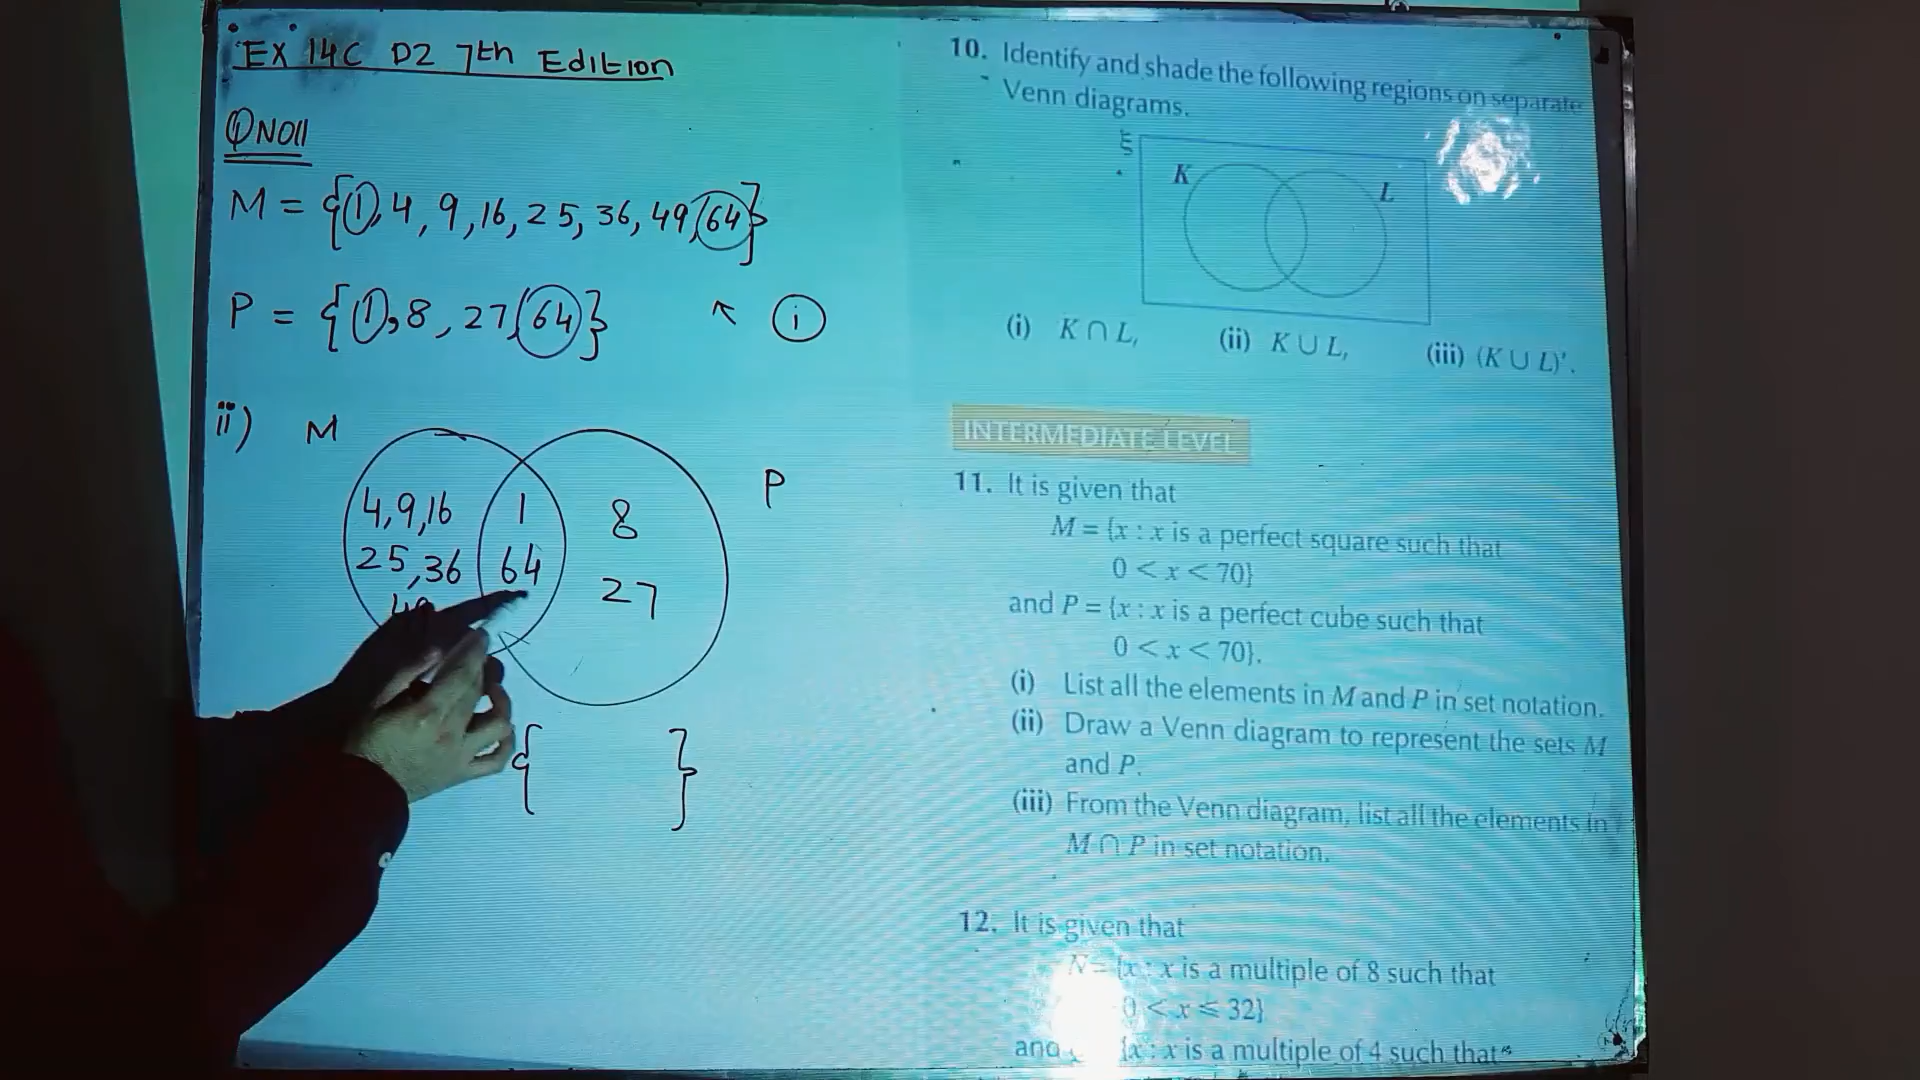 EX 14C D2 7th Edition
QNO11
M = {1, 4, 9, 16, 25, 36, 49, 64}
P = {1, 8, 27, 64}
i
ii)
M
P
4, 9, 16
25, 36
49
1
64
8
27
{ }
10. Identify and shade the following regions on separate
Venn diagrams.
ξ
K
L
(i) K ∩ L, (ii) K ∪ L, (iii) (K ∪ L)′.
INTERMEDIATE LEVEL
11. It is given that
M = {x : x is a perfect square such that
0 < x < 70}
and P = {x : x is a perfect cube such that
0 < x < 70}.
(i) List all the elements in M and P in set notation.
(ii) Draw a Venn diagram to represent the sets M
and P.
(iii) From the Venn diagram, list all the elements in
M ∩ P in set notation.
12. It is given that
N = {x : x is a multiple of 8 such that
0 < x ⩽ 32}
and {x : x is a multiple of 4 such that